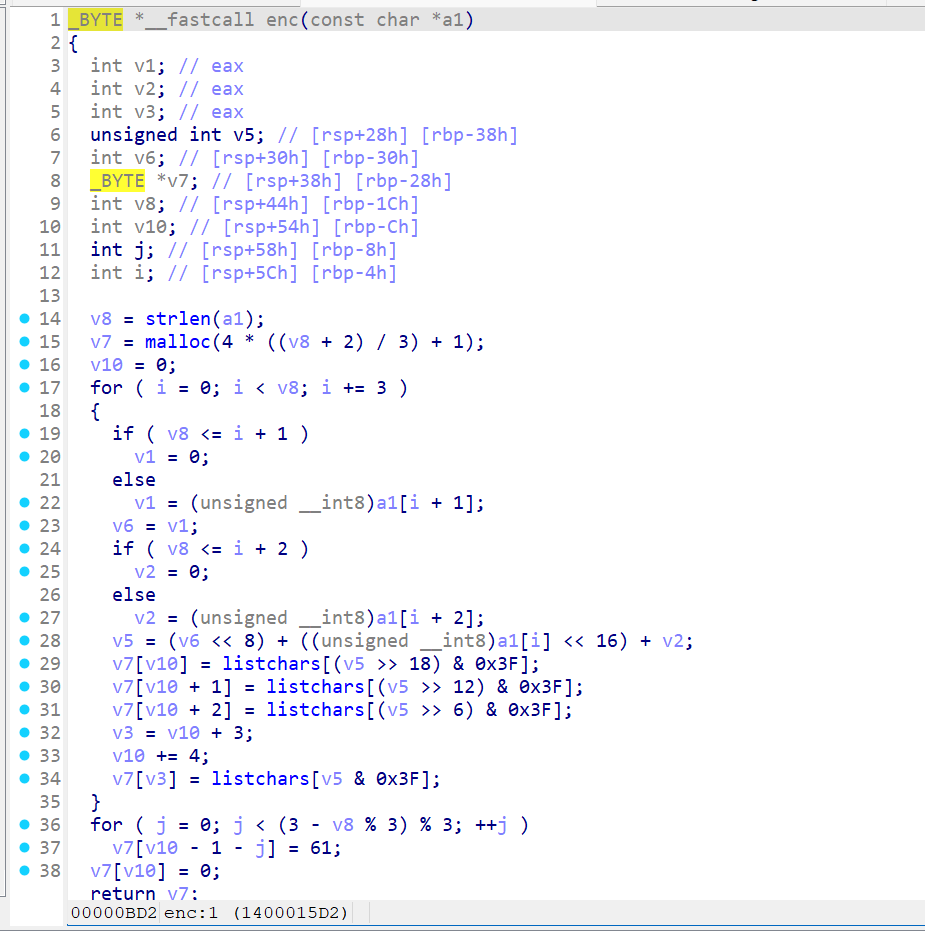 1 _BYTE *__fastcall enc(const char *a1)
2 {
3   int v1; // eax
4   int v2; // eax
5   int v3; // eax
6   unsigned int v5; // [rsp+28h] [rbp-38h]
7   int v6; // [rsp+30h] [rbp-30h]
8   _BYTE *v7; // [rsp+38h] [rbp-28h]
9   int v8; // [rsp+44h] [rbp-1Ch]
10   int v10; // [rsp+54h] [rbp-Ch]
11   int j; // [rsp+58h] [rbp-8h]
12   int i; // [rsp+5Ch] [rbp-4h]
13
14   v8 = strlen(a1);
15   v7 = malloc(4 * ((v8 + 2) / 3) + 1);
16   v10 = 0;
17   for ( i = 0; i < v8; i += 3 )
18   {
19     if ( v8 <= i + 1 )
20       v1 = 0;
21     else
22       v1 = (unsigned __int8)a1[i + 1];
23     v6 = v1;
24     if ( v8 <= i + 2 )
25       v2 = 0;
26     else
27       v2 = (unsigned __int8)a1[i + 2];
28     v5 = (v6 << 8) + ((unsigned __int8)a1[i] << 16) + v2;
29     v7[v10] = listchars[(v5 >> 18) & 0x3F];
30     v7[v10 + 1] = listchars[(v5 >> 12) & 0x3F];
31     v7[v10 + 2] = listchars[(v5 >> 6) & 0x3F];
32     v3 = v10 + 3;
33     v10 += 4;
34     v7[v3] = listchars[v5 & 0x3F];
35   }
36   for ( j = 0; j < (3 - v8 % 3) % 3; ++j )
37     v7[v10 - 1 - j] = 61;
38   v7[v10] = 0;
return v7;
00000BD2 enc:1 (1400015D2)